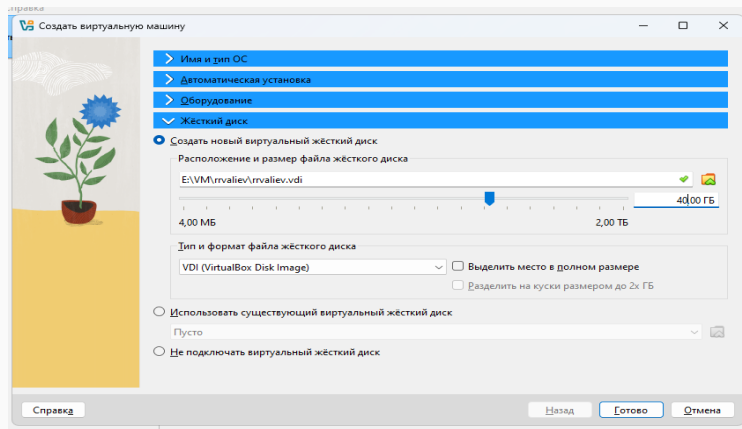 Создать виртуальную машину
Имя и тип ОС
Автоматическая установка
Оборудование
Жёсткий диск
Создать новый виртуальный жёсткий диск
Расположение и размер файла жёсткого диска
E:\VM\rrvaliev\rrvaliev.vdi
40,00 ГБ
4,00 МБ 2,00 ТБ
Тип и формат файла жёсткого диска
VDI (VirtualBox Disk Image) Выделить место в полном размере
Разделить на куски размером до 2х ГБ
Использовать существующий виртуальный жёсткий диск
Пусто
Не подключать виртуальный жёсткий диск
Справка Назад Готово Отмена